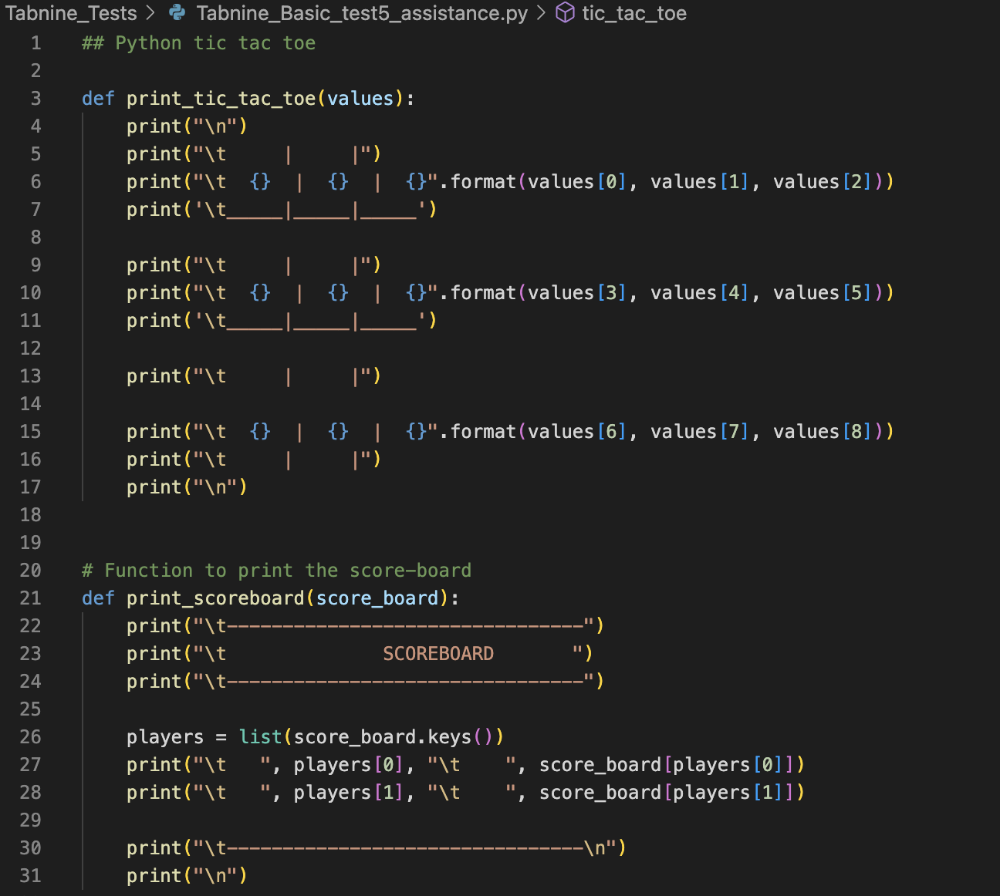 Tabnine_Tests > Tabnine_Basic_test5_assistance.py > tic_tac_toe
1 ## Python tic tac toe
2
3 def print_tic_tac_toe(values):
4     print("\n")
5     print("\t     |     |")
6     print("\t  {}  |  {}  |  {}".format(values[0], values[1], values[2]))
7     print('\t_____|_____|_____')
8
9     print("\t     |     |")
10     print("\t  {}  |  {}  |  {}".format(values[3], values[4], values[5]))
11     print('\t_____|_____|_____')
12
13     print("\t     |     |")
14
15     print("\t  {}  |  {}  |  {}".format(values[6], values[7], values[8]))
16     print("\t     |     |")
17     print("\n")
18
19
20 # Function to print the score-board
21 def print_scoreboard(score_board):
22     print("\t--------------------------------")
23     print("\t              SCOREBOARD       ")
24     print("\t--------------------------------")
25
26     players = list(score_board.keys())
27     print("\t   ", players[0], "\t    ", score_board[players[0]])
28     print("\t   ", players[1], "\t    ", score_board[players[1]])
29
30     print("\t--------------------------------\n")
31     print("\n")